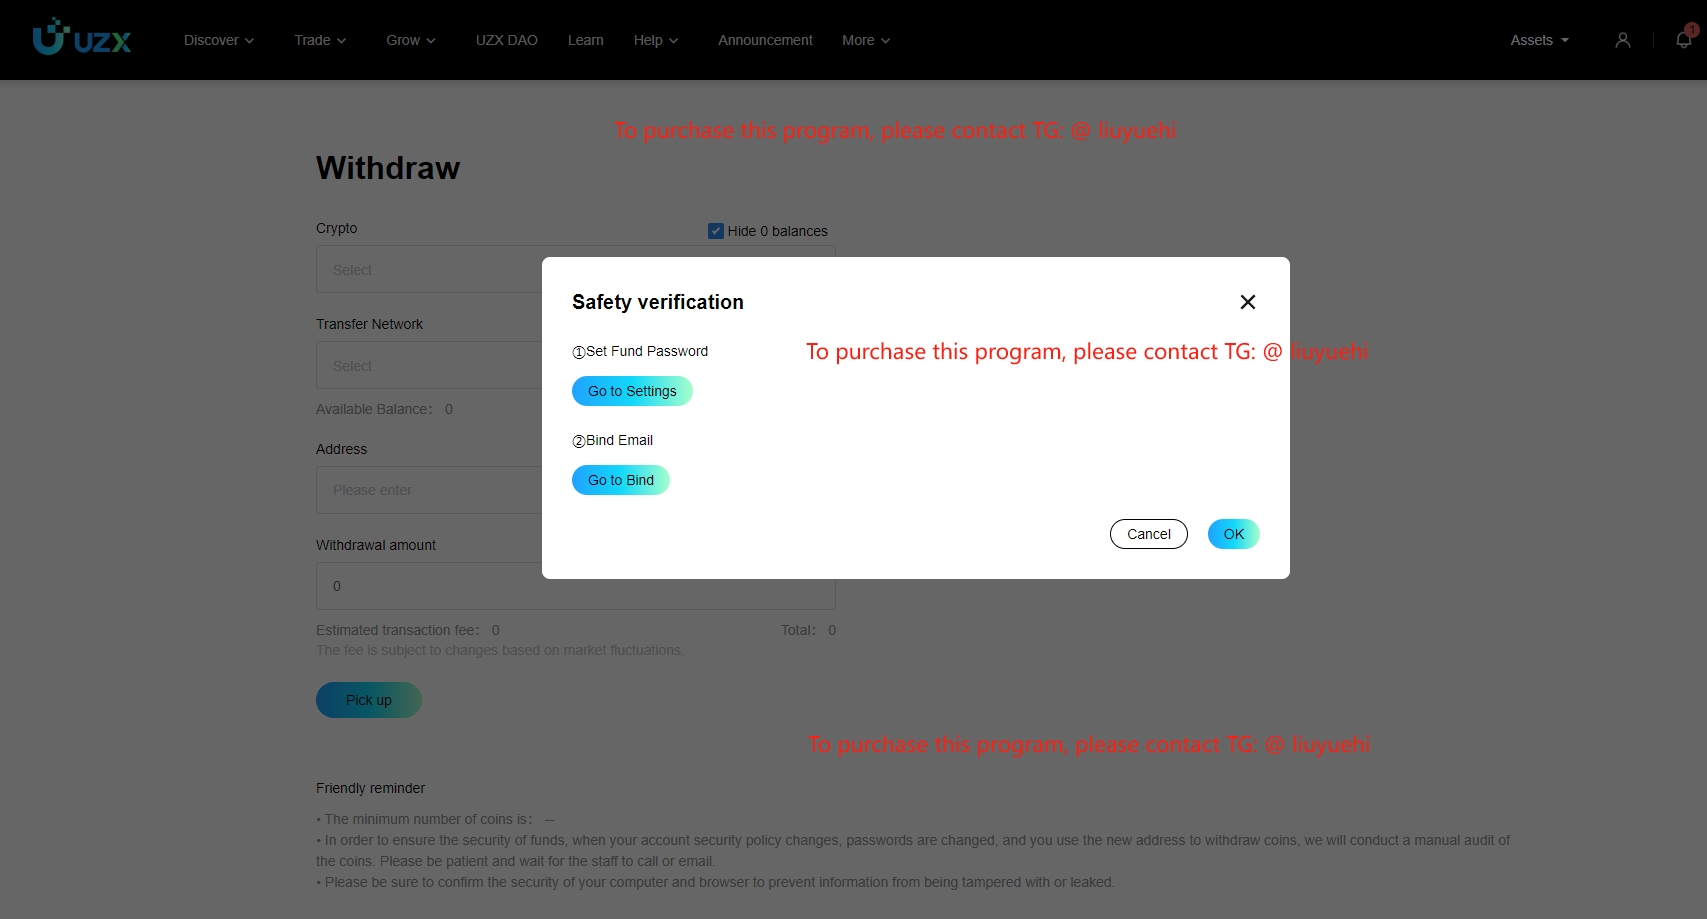 UZX
Discover
Trade
Grow
UZX DAO
Learn
Help
Announcement
More
Assets
1
To purchase this program, please contact TG: @ liuyuehi
Withdraw
Crypto
Hide 0 balances
Select
Safety verification
Transfer Network
①Set Fund Password
To purchase this program, please contact TG: @ liuyuehi
Select
Go to Settings
Available Balance: 0
②Bind Email
Address
Go to Bind
Please enter
Cancel
OK
Withdrawal amount
0
Estimated transaction fee: 0
Total: 0
The fee is subject to changes based on market fluctuations.
Pick up
To purchase this program, please contact TG: @ liuyuehi
Friendly reminder
• The minimum number of coins is: --
• In order to ensure the security of funds, when your account security policy changes, passwords are changed, and you use the new address to withdraw coins, we will conduct a manual audit of
the coins. Please be patient and wait for the staff to call or email.
• Please be sure to confirm the security of your computer and browser to prevent information from being tampered with or leaked.